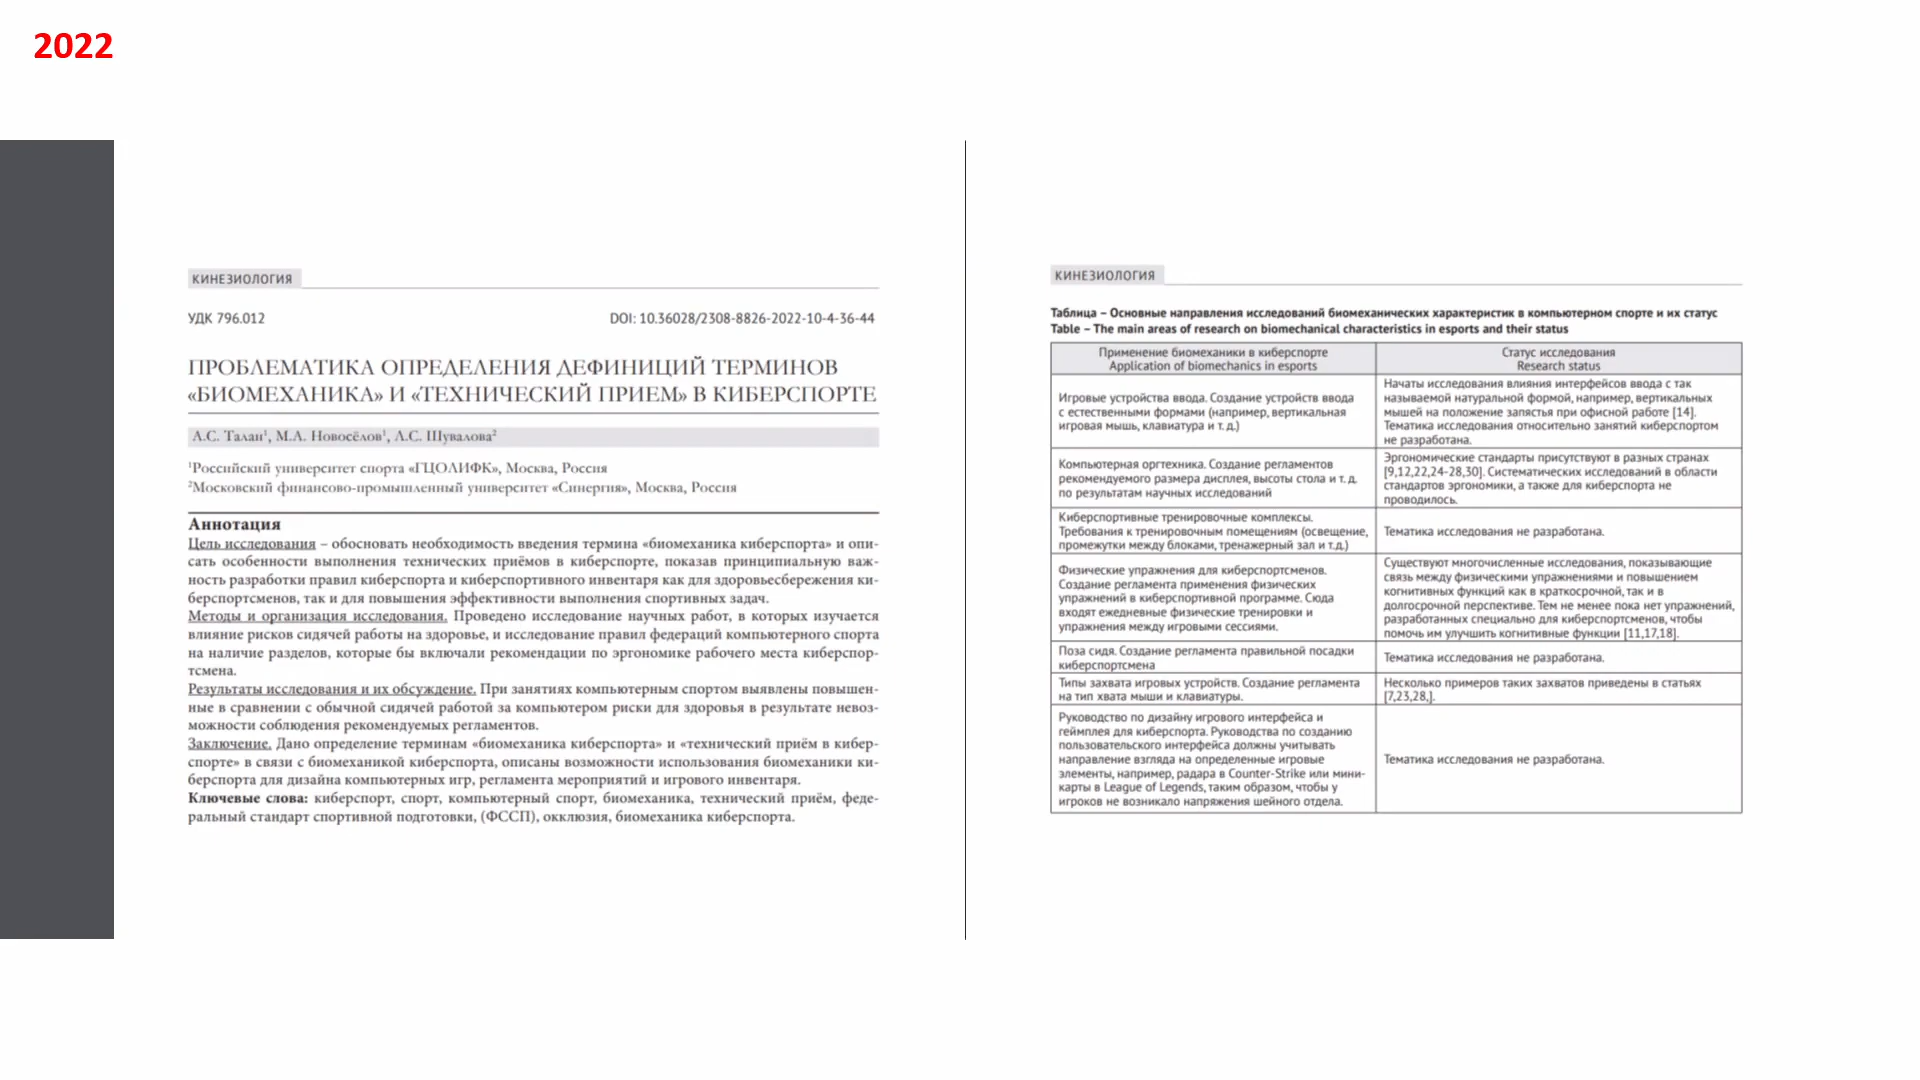 2022
КИНЕЗИОЛОГИЯ
УДК 796.012
DOI: 10.36028/2308-8826-2022-10-4-36-44
ПРОБЛЕМАТИКА ОПРЕДЕЛЕНИЯ ДЕФИНИЦИЙ ТЕРМИНОВ
«БИОМЕХАНИКА» И «ТЕХНИЧЕСКИЙ ПРИЕМ» В КИБЕРСПОРТЕ
А.С. Талан¹, М.А. Новосёлов¹, Л.С. Шувалова²
¹Российский университет спорта «ГЦОЛИФК», Москва, Россия
²Московский финансово-промышленный университет «Синергия», Москва, Россия
Аннотация
Цель исследования – обосновать необходимость введения термина «биомеханика киберспорта» и опи-
сать особенности выполнения технических приёмов в киберспорте, показав принципиальную важ-
ность разработки правил киберспорта и киберспортивного инвентаря как для здоровьесбережения ки-
берспортсменов, так и для повышения эффективности выполнения спортивных задач.
Методы и организация исследования. Проведено исследование научных работ, в которых изучается
влияние рисков сидячей работы на здоровье, и исследование правил федераций компьютерного спорта
на наличие разделов, которые бы включали рекомендации по эргономике рабочего места киберспор-
тсмена.
Результаты исследования и их обсуждение. При занятиях компьютерным спортом выявлены повышен-
ные в сравнении с обычной сидячей работой за компьютером риски для здоровья в результате невоз-
можности соблюдения рекомендуемых регламентов.
Заключение. Дано определение терминам «биомеханика киберспорта» и «технический приём в кибер-
спорте» в связи с биомеханикой киберспорта, описаны возможности использования биомеханики ки-
берспорта для дизайна компьютерных игр, регламента мероприятий и игрового инвентаря.
Ключевые слова: киберспорт, спорт, компьютерный спорт, биомеханика, технический приём, феде-
ральный стандарт спортивной подготовки, (ФССП), окклюзия, биомеханика киберспорта.
КИНЕЗИОЛОГИЯ
Таблица – Основные направления исследований биомеханических характеристик в компьютерном спорте и их статус
Table – The main areas of research on biomechanical characteristics in esports and their status
Применение биомеханики в киберспорте
Application of biomechanics in esports
Статус исследования
Research status
Игровые устройства ввода. Создание устройств ввода
с естественными формами (например, вертикальная
игровая мышь, клавиатура и т. д.)
Начаты исследования влияния интерфейсов ввода с так
называемой натуральной формой, например, вертикальных
мышей на положение запястья при офисной работе [14].
Тематика исследования относительно занятий киберспортом
не разработана.
Компьютерная оргтехника. Создание регламентов
рекомендуемого размера дисплея, высоты стола и т. д.
по результатам научных исследований
Эргономические стандарты присутствуют в разных странах
[9,12,22,24-28,30]. Систематических исследований в области
стандартов эргономики, а также для киберспорта не
проводилось.
Киберспортивные тренировочные комплексы.
Требования к тренировочным помещениям (освещение,
промежутки между блоками, тренажерный зал и т.д.)
Тематика исследования не разработана.
Физические упражнения для киберспортсменов.
Создание регламента применения физических
упражнений в киберспортивной программе. Сюда
входят ежедневные физические тренировки и
упражнения между игровыми сессиями.
Существуют многочисленные исследования, показывающие
связь между физическими упражнениями и повышением
когнитивных функций как в краткосрочной, так и в
долгосрочной перспективе. Тем не менее пока нет упражнений,
разработанных специально для киберспортсменов, чтобы
помочь им улучшить когнитивные функции [11,17,18].
Поза сидя. Создание регламента правильной посадки
киберспортсмена
Тематика исследования не разработана.
Типы захвата игровых устройств. Создание регламента
на тип хвата мыши и клавиатуры.
Несколько примеров таких захватов приведены в статьях
[7,23,28,].
Руководство по дизайну игрового интерфейса и
геймплея для киберспорта. Руководства по созданию
пользовательского интерфейса должны учитывать
направление взгляда на определенные игровые
элементы, например, радара в Counter-Strike или мини-
карты в League of Legends, таким образом, чтобы у
игроков не возникало напряжения шейного отдела.
Тематика исследования не разработана.